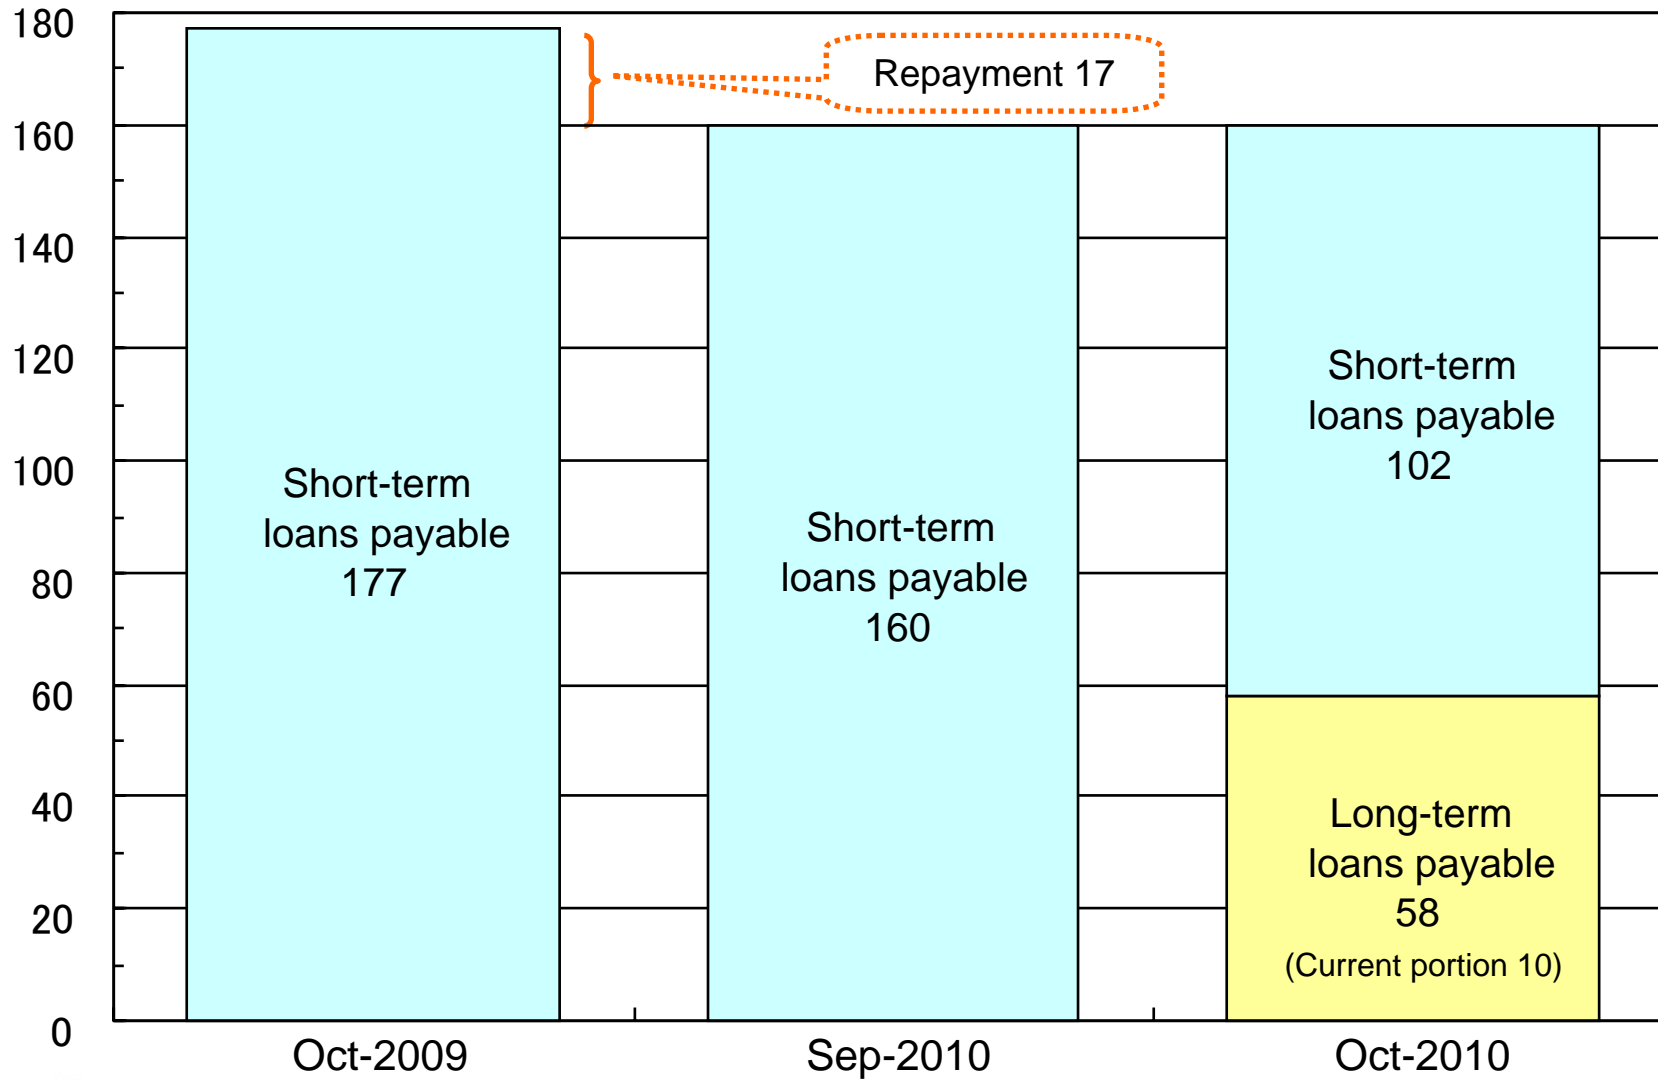 180
160
140
120
100
80
60
40
20
0
Repayment 17
Short-term
loans payable
177
Short-term
loans payable
160
Short-term
loans payable
102
Long-term
loans payable
58
(Current portion 10)
Oct-2009
Sep-2010
Oct-2010